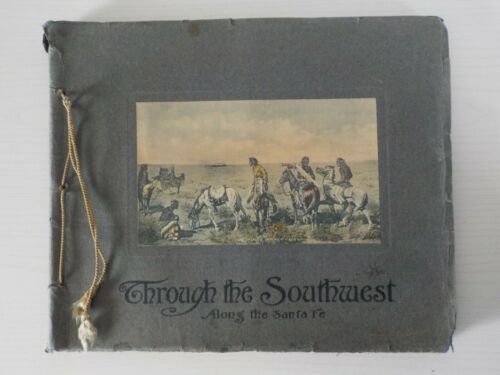 Through the Southwest
Along the Santa Fe